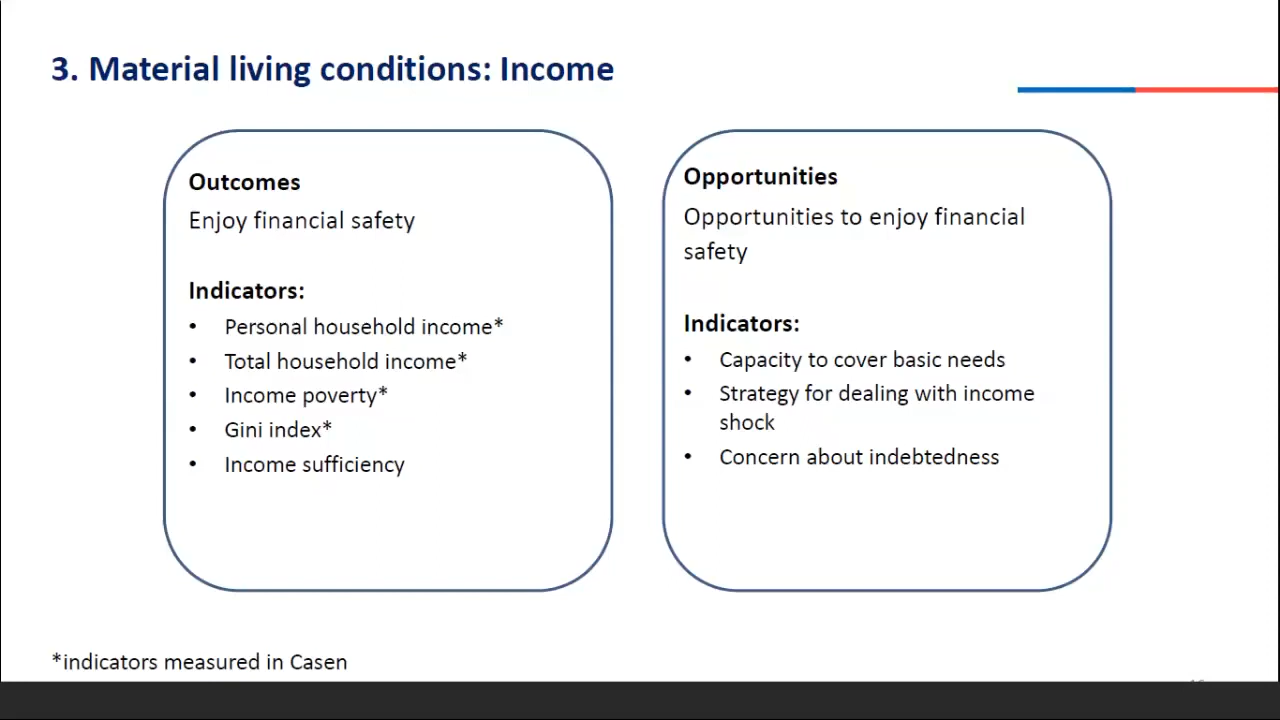 3. Material living conditions: Income
Outcomes
Enjoy financial safety
Indicators:
• Personal household income*
• Total household income*
• Income poverty*
• Gini index*
• Income sufficiency
Opportunities
Opportunities to enjoy financial
safety
Indicators:
• Capacity to cover basic needs
• Strategy for dealing with income
shock
• Concern about indebtedness
*indicators measured in Casen